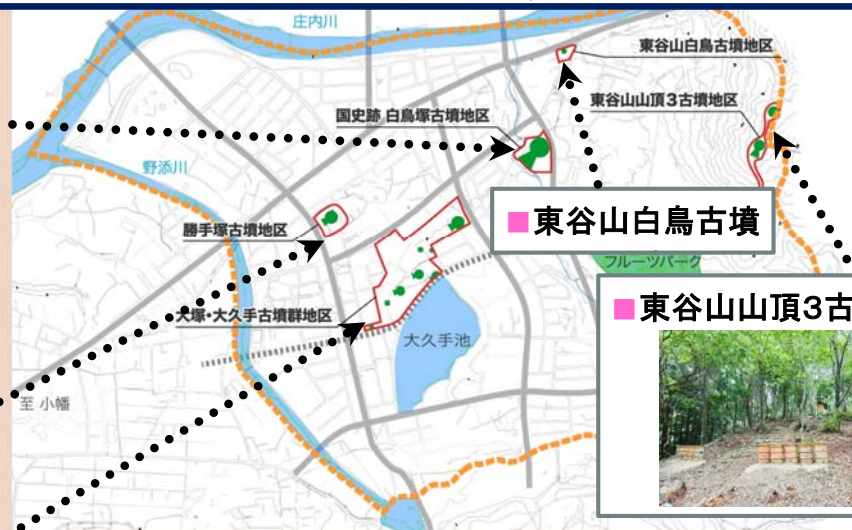 庄内川
東谷山白鳥古墳地区
東谷山山頂3古墳地区
国史跡 白鳥塚古墳地区
野添川
勝手塚古墳地区
■東谷山白鳥古墳
フルーツパーク
■東谷山山頂3古
大塚・大久手古墳群地区
大久手池
至 小幡